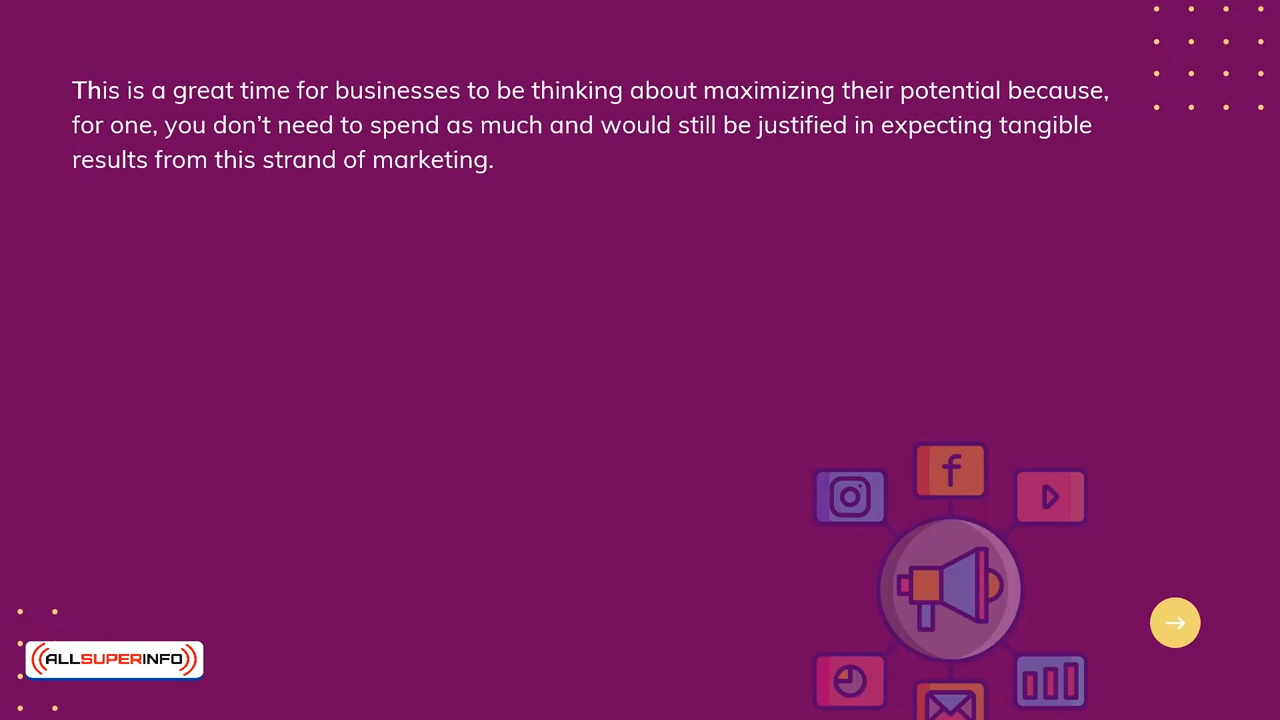 This is a great time for businesses to be thinking about maximizing their potential because,
for one, you don’t need to spend as much and would still be justified in expecting tangible
results from this strand of marketing.
ALLSUPERINFO